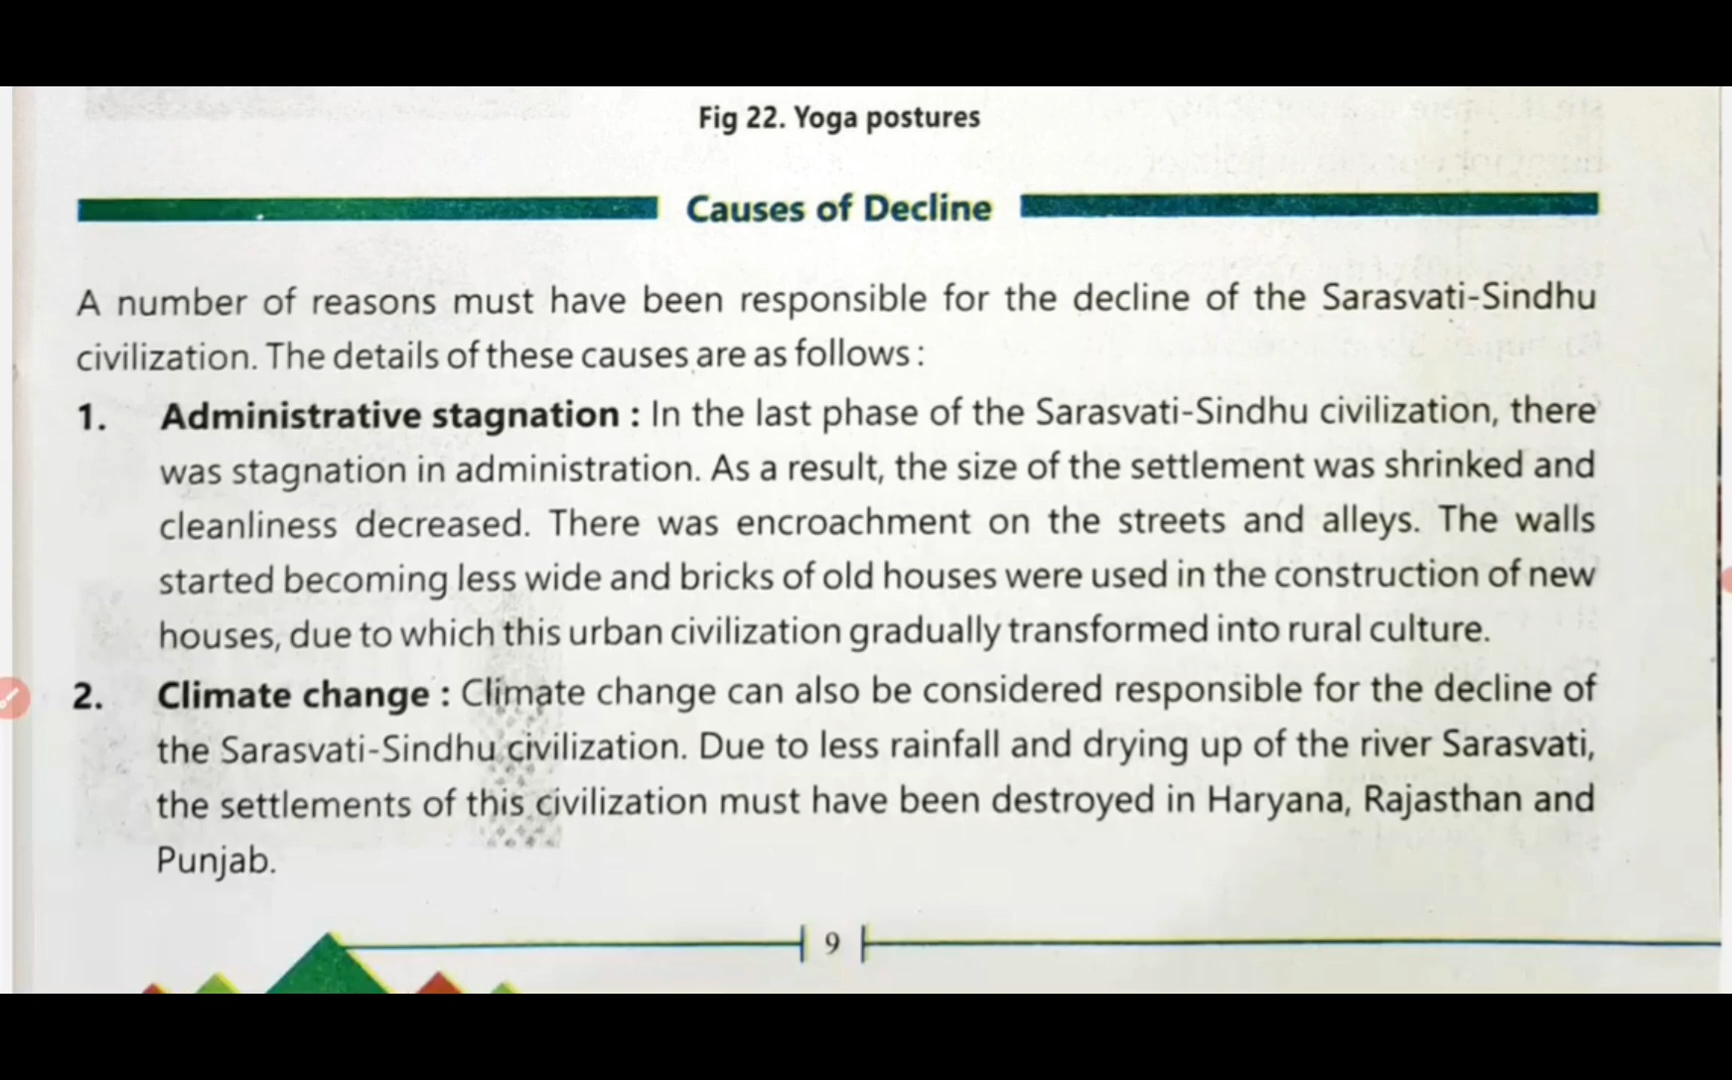 Fig 22. Yoga postures
Causes of Decline
A number of reasons must have been responsible for the decline of the Sarasvati-Sindhu
civilization. The details of these causes are as follows :
1. Administrative stagnation : In the last phase of the Sarasvati-Sindhu civilization, there
was stagnation in administration. As a result, the size of the settlement was shrinked and
cleanliness decreased. There was encroachment on the streets and alleys. The walls
started becoming less wide and bricks of old houses were used in the construction of new
houses, due to which this urban civilization gradually transformed into rural culture.
2. Climate change : Climate change can also be considered responsible for the decline of
the Sarasvati-Sindhu civilization. Due to less rainfall and drying up of the river Sarasvati,
the settlements of this civilization must have been destroyed in Haryana, Rajasthan and
Punjab.
9